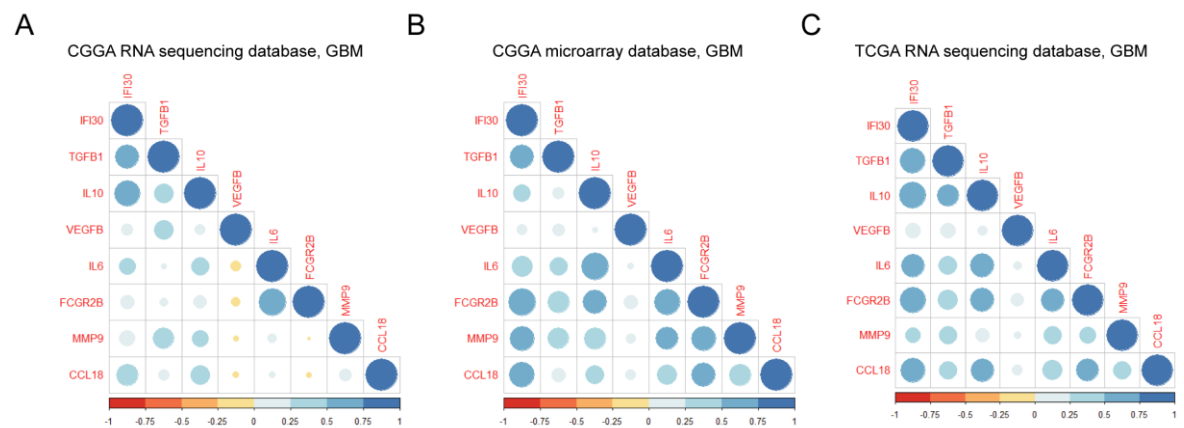 A
CGGA RNA sequencing database, GBM
IFI30
TGFB1
IL10
VEGFB
IL6
FCGR2B
MMP9
CCL18
IFI30
TGFB1
IL10
VEGFB
IL6
FCGR2B
MMP9
CCL18
-1 -0.75 -0.5 -0.25 0 0.25 0.5 0.75 1
B
CGGA microarray database, GBM
IFI30
TGFB1
IL10
VEGFB
IL6
FCGR2B
MMP9
CCL18
IFI30
TGFB1
IL10
VEGFB
IL6
FCGR2B
MMP9
CCL18
-1 -0.75 -0.5 -0.25 0 0.25 0.5 0.75 1
C
TCGA RNA sequencing database, GBM
IFI30
TGFB1
IL10
VEGFB
IL6
FCGR2B
MMP9
CCL18
IFI30
TGFB1
IL10
VEGFB
IL6
FCGR2B
MMP9
CCL18
-1 -0.75 -0.5 -0.25 0 0.25 0.5 0.75 1